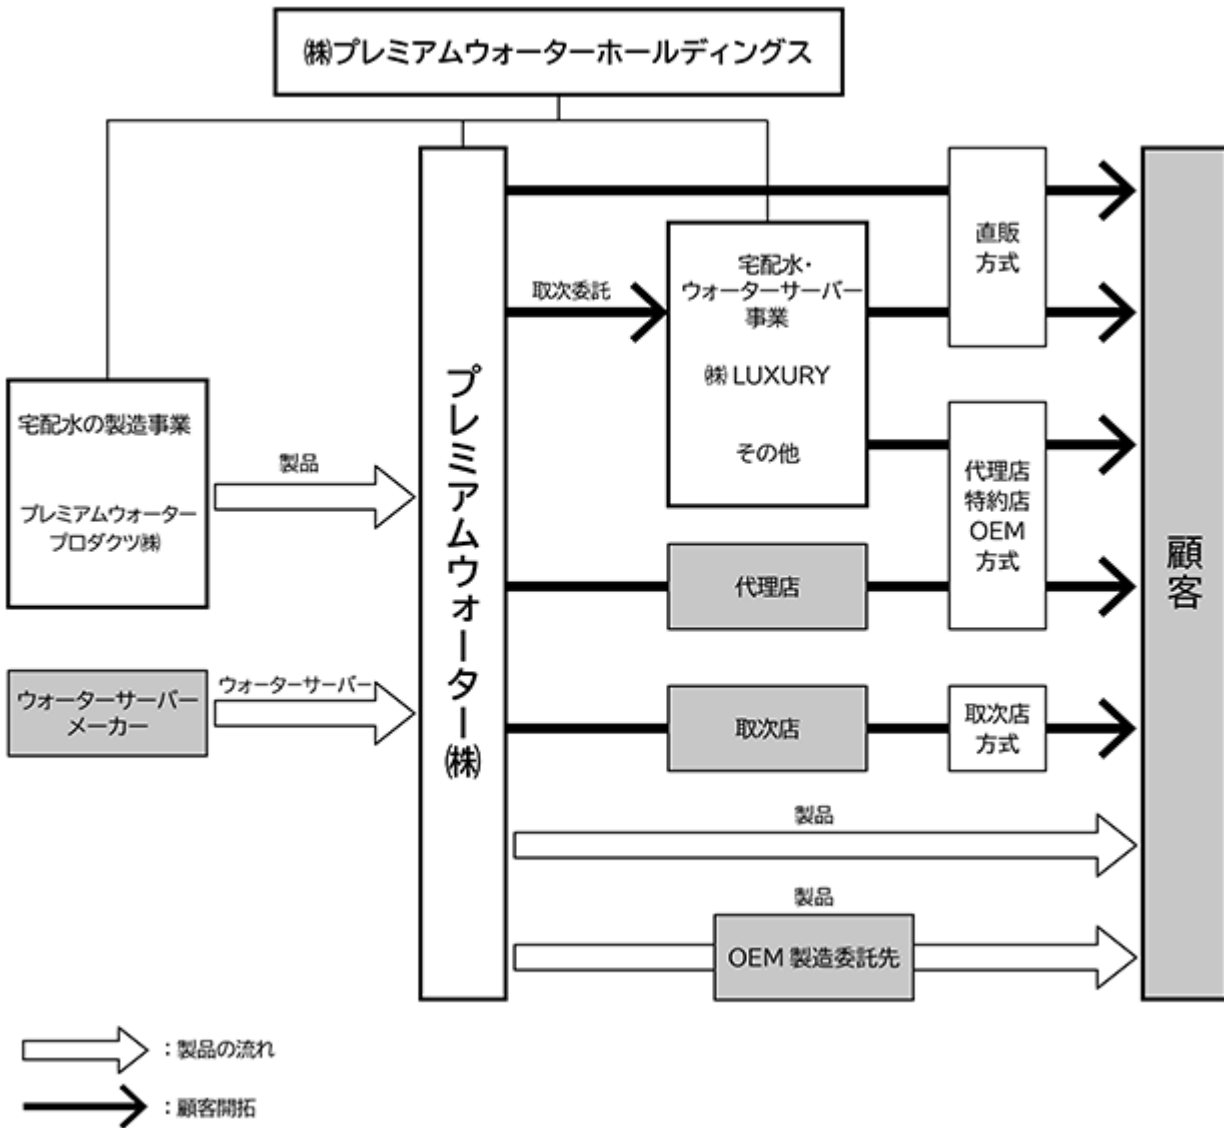 ㈱プレミアムウォーターホールディングス
直販
方式
宅配水・
ウォーターサーバー
事業
㈱ LUXURY
その他
取次委託
プレミアムウォーター㈱
宅配水の製造事業
プレミアムウォーター
プロダクツ㈱
製品
代理店
特約店
OEM
方式
代理店
顧客
ウォーターサーバー
メーカー
ウォーターサーバー
取次店
取次店
方式
製品
製品
OEM 製造委託先
：製品の流れ
：顧客開拓